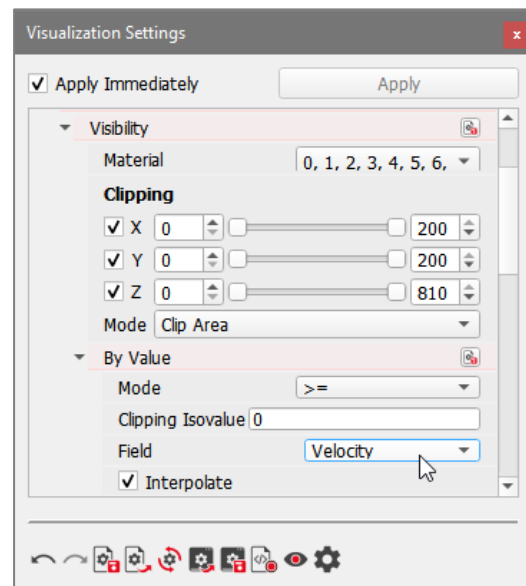 Visualization Settings x
Apply Immediately Apply
Visibility
Material 0, 1, 2, 3, 4, 5, 6,
Clipping
X 0 200
Y 0 200
Z 0 810
Mode Clip Area
By Value
Mode >=
Clipping Isovalue 0
Field Velocity
Interpolate